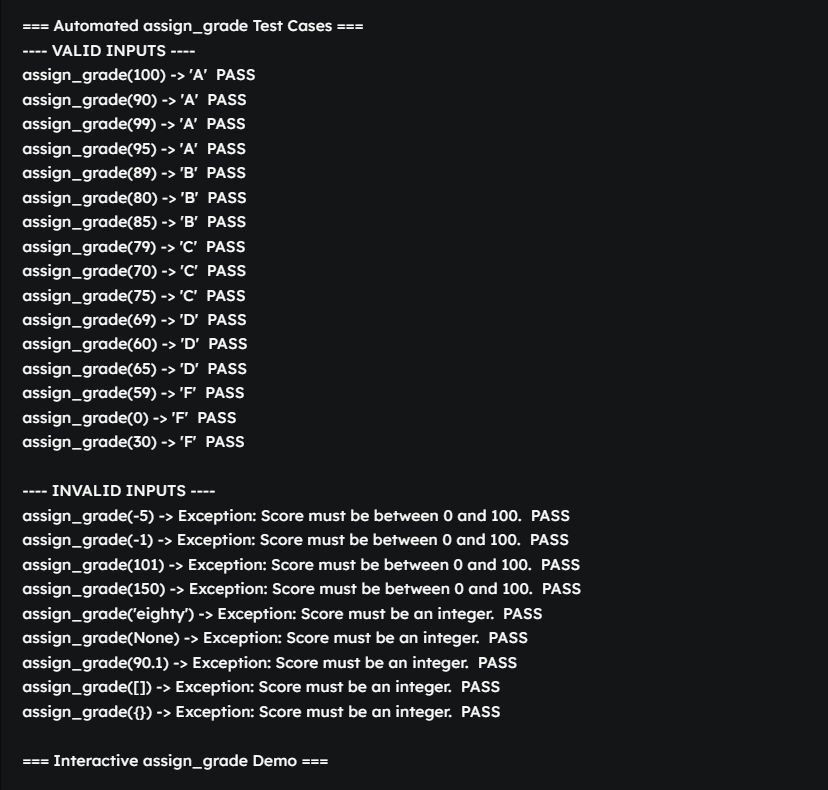 === Automated assign_grade Test Cases ===
---- VALID INPUTS ----
assign_grade(100) -> 'A'  PASS
assign_grade(90) -> 'A'  PASS
assign_grade(99) -> 'A'  PASS
assign_grade(95) -> 'A'  PASS
assign_grade(89) -> 'B'  PASS
assign_grade(80) -> 'B'  PASS
assign_grade(85) -> 'B'  PASS
assign_grade(79) -> 'C'  PASS
assign_grade(70) -> 'C'  PASS
assign_grade(75) -> 'C'  PASS
assign_grade(69) -> 'D'  PASS
assign_grade(60) -> 'D'  PASS
assign_grade(65) -> 'D'  PASS
assign_grade(59) -> 'F'  PASS
assign_grade(0) -> 'F'  PASS
assign_grade(30) -> 'F'  PASS

---- INVALID INPUTS ----
assign_grade(-5) -> Exception: Score must be between 0 and 100.  PASS
assign_grade(-1) -> Exception: Score must be between 0 and 100.  PASS
assign_grade(101) -> Exception: Score must be between 0 and 100.  PASS
assign_grade(150) -> Exception: Score must be between 0 and 100.  PASS
assign_grade('eighty') -> Exception: Score must be an integer.  PASS
assign_grade(None) -> Exception: Score must be an integer.  PASS
assign_grade(90.1) -> Exception: Score must be an integer.  PASS
assign_grade([]) -> Exception: Score must be an integer.  PASS
assign_grade({}) -> Exception: Score must be an integer.  PASS

=== Interactive assign_grade Demo ===